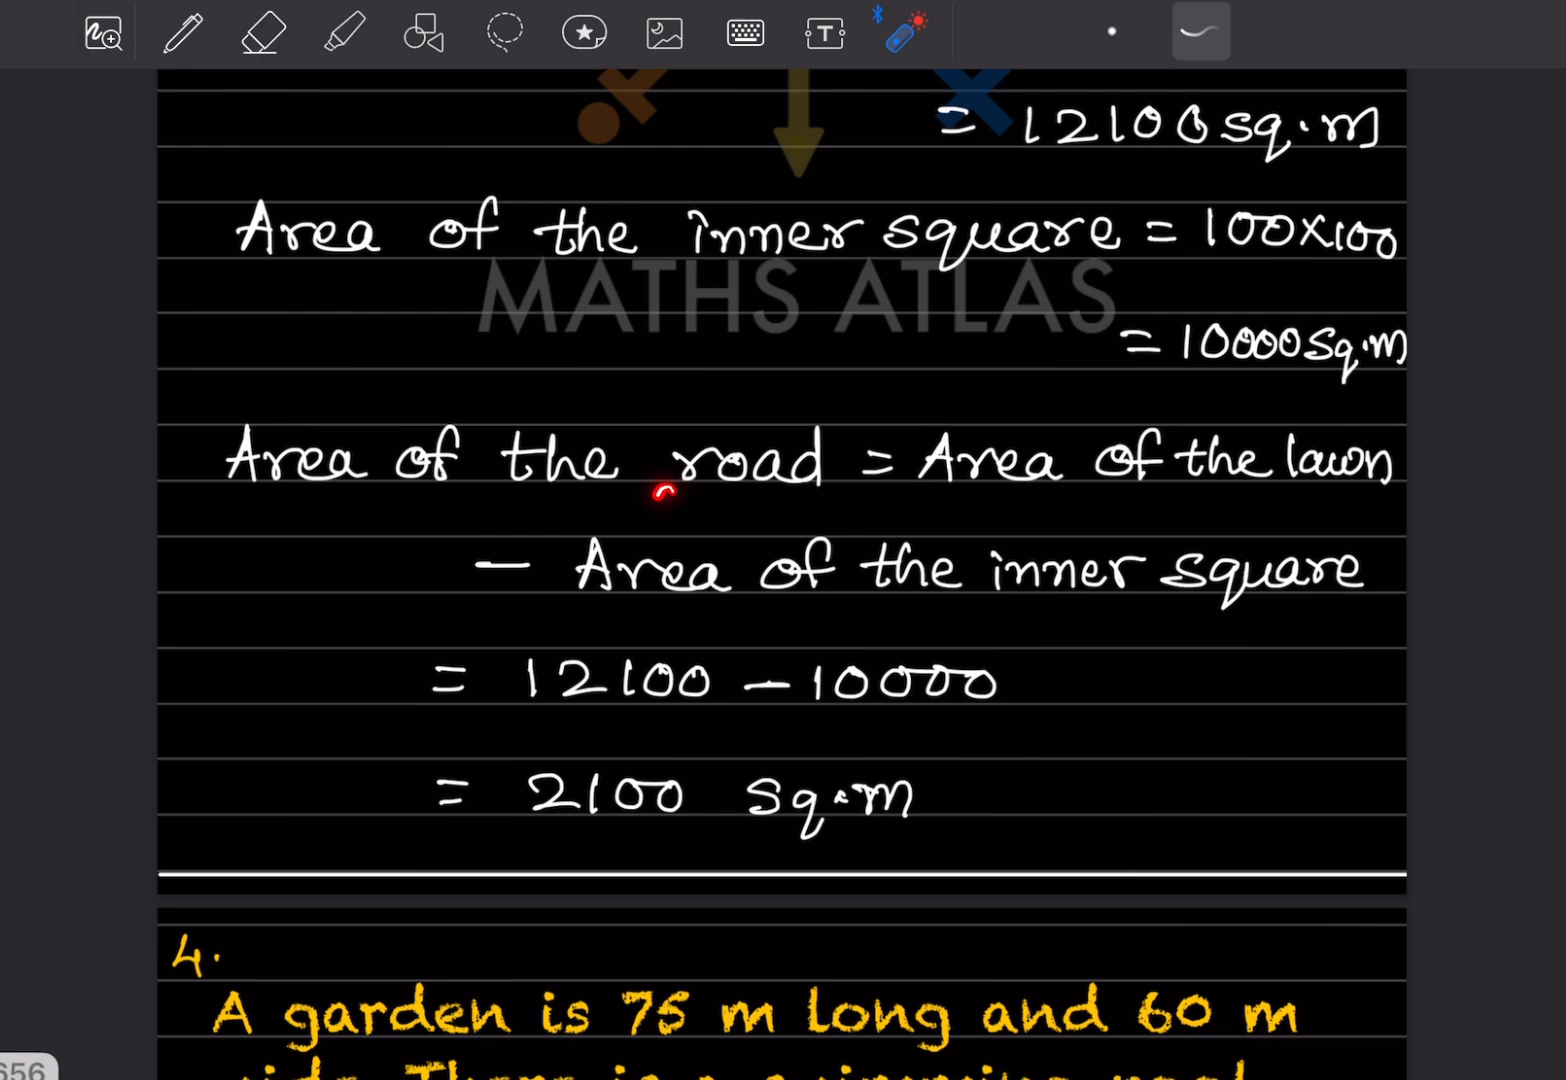 = 12100 sq.m
Area of the inner square = 100×100
MATHS ATLAS
= 10000 sq.m
Area of the road = Area of the lawn
— Area of the inner square
= 12100 – 10000
= 2100 sq.m
4.
A garden is 75 m long and 60 m
656